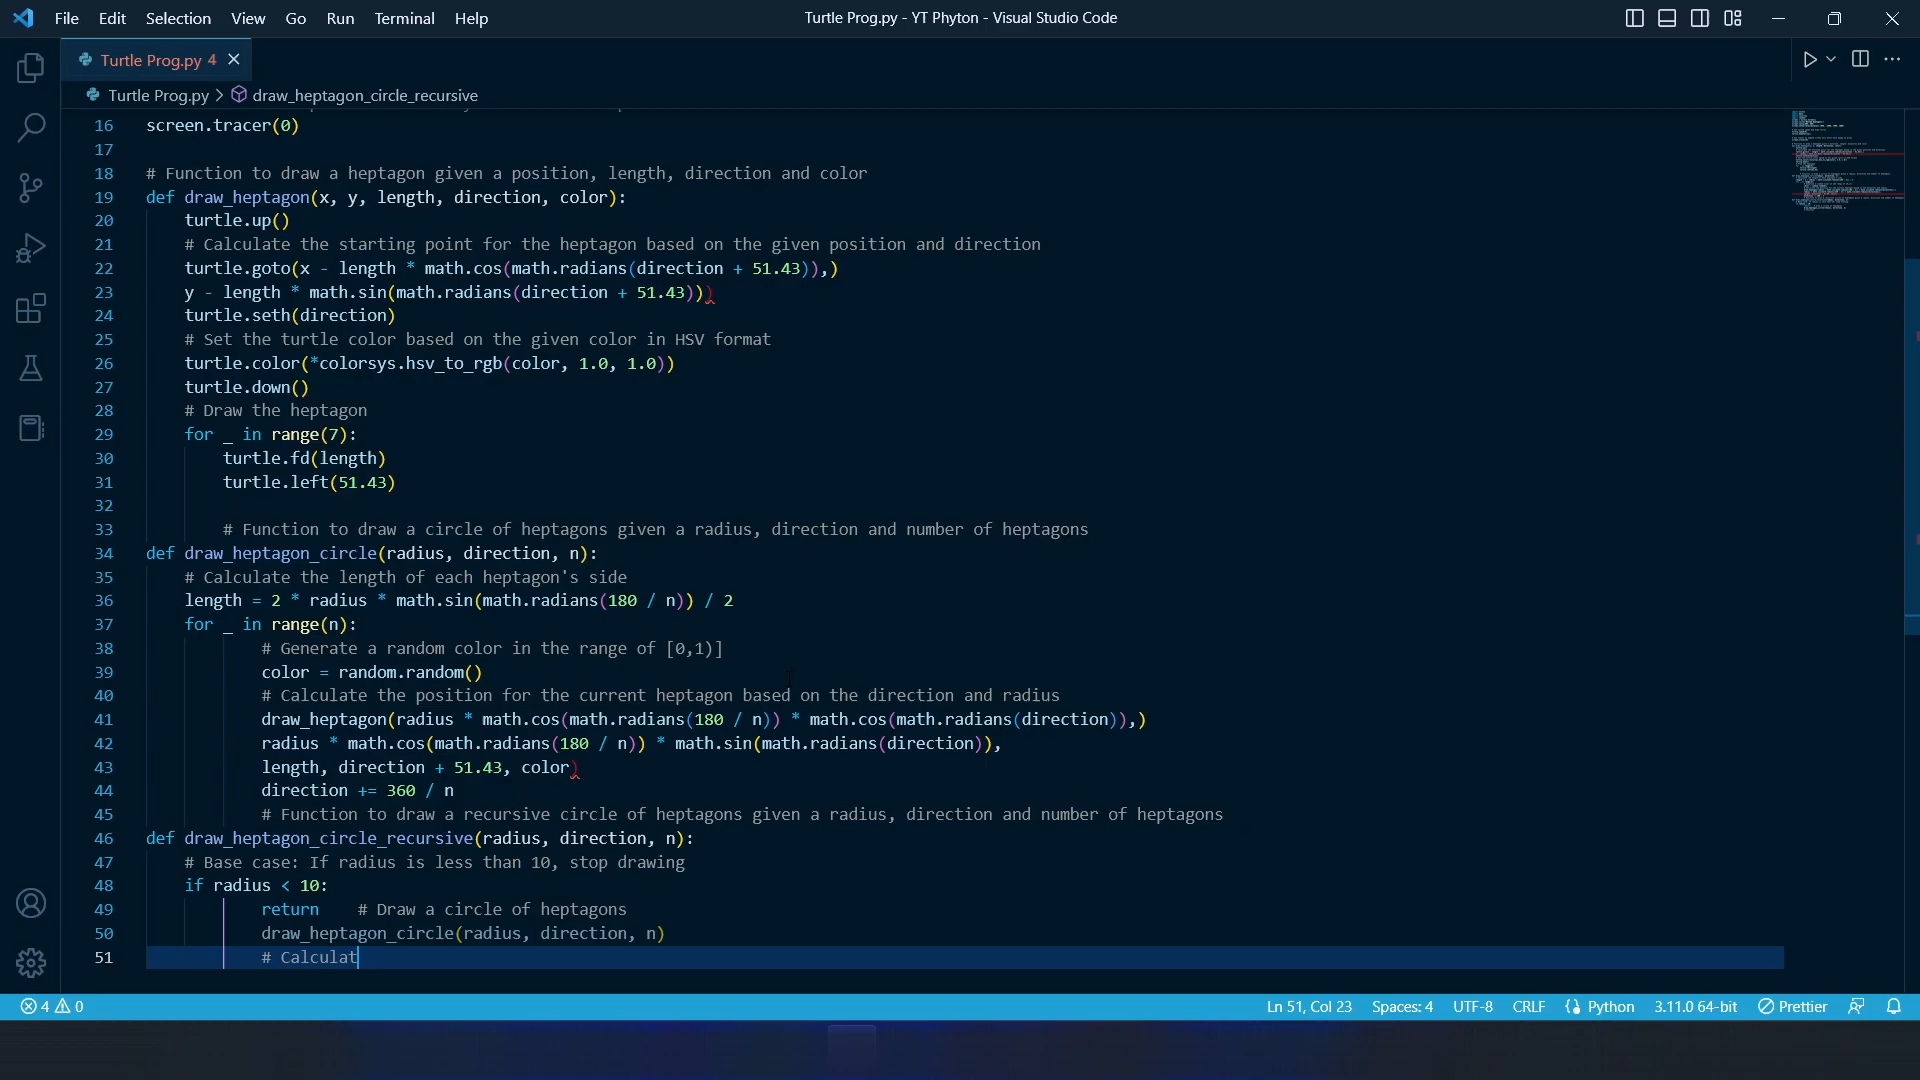 File Edit Selection View Go Run Terminal Help
Turtle Prog.py - YT Phyton - Visual Studio Code
Turtle Prog.py 4
Turtle Prog.py > draw_heptagon_circle_recursive
16 screen.tracer(0)
17
18 # Function to draw a heptagon given a position, length, direction and color
19 def draw_heptagon(x, y, length, direction, color):
20     turtle.up()
21     # Calculate the starting point for the heptagon based on the given position and direction
22     turtle.goto(x - length * math.cos(math.radians(direction + 51.43)),)
23     y - length * math.sin(math.radians(direction + 51.43)))
24     turtle.seth(direction)
25     # Set the turtle color based on the given color in HSV format
26     turtle.color(*colorsys.hsv_to_rgb(color, 1.0, 1.0))
27     turtle.down()
28     # Draw the heptagon
29     for _ in range(7):
30         turtle.fd(length)
31         turtle.left(51.43)
32
33         # Function to draw a circle of heptagons given a radius, direction and number of heptagons
34 def draw_heptagon_circle(radius, direction, n):
35     # Calculate the length of each heptagon's side
36     length = 2 * radius * math.sin(math.radians(180 / n)) / 2
37     for _ in range(n):
38             # Generate a random color in the range of [0,1)]
39             color = random.random()
40             # Calculate the position for the current heptagon based on the direction and radius
41             draw_heptagon(radius * math.cos(math.radians(180 / n)) * math.cos(math.radians(direction)),)
42             radius * math.cos(math.radians(180 / n)) * math.sin(math.radians(direction)),
43             length, direction + 51.43, color)
44             direction += 360 / n
45             # Function to draw a recursive circle of heptagons given a radius, direction and number of heptagons
46 def draw_heptagon_circle_recursive(radius, direction, n):
47     # Base case: If radius is less than 10, stop drawing
48     if radius < 10:
49             return    # Draw a circle of heptagons
50             draw_heptagon_circle(radius, direction, n)
51             # Calculat
4 0 Ln 51, Col 23 Spaces: 4 UTF-8 CRLF Python 3.11.0 64-bit Prettier